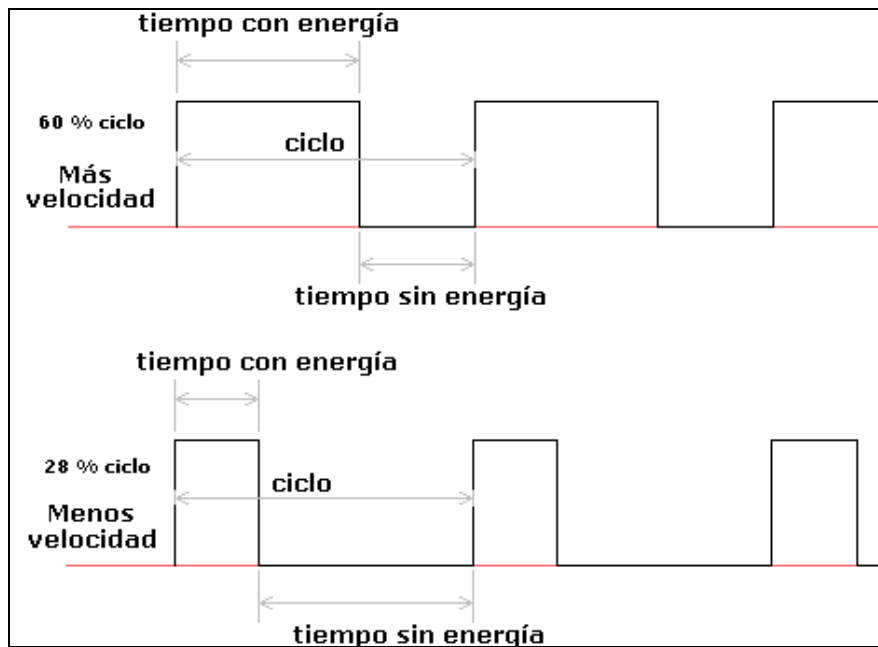 tiempo con energía
60 % ciclo
ciclo
Más
velocidad
tiempo sin energía
tiempo con energía
28 % ciclo
ciclo
Menos
velocidad
tiempo sin energía